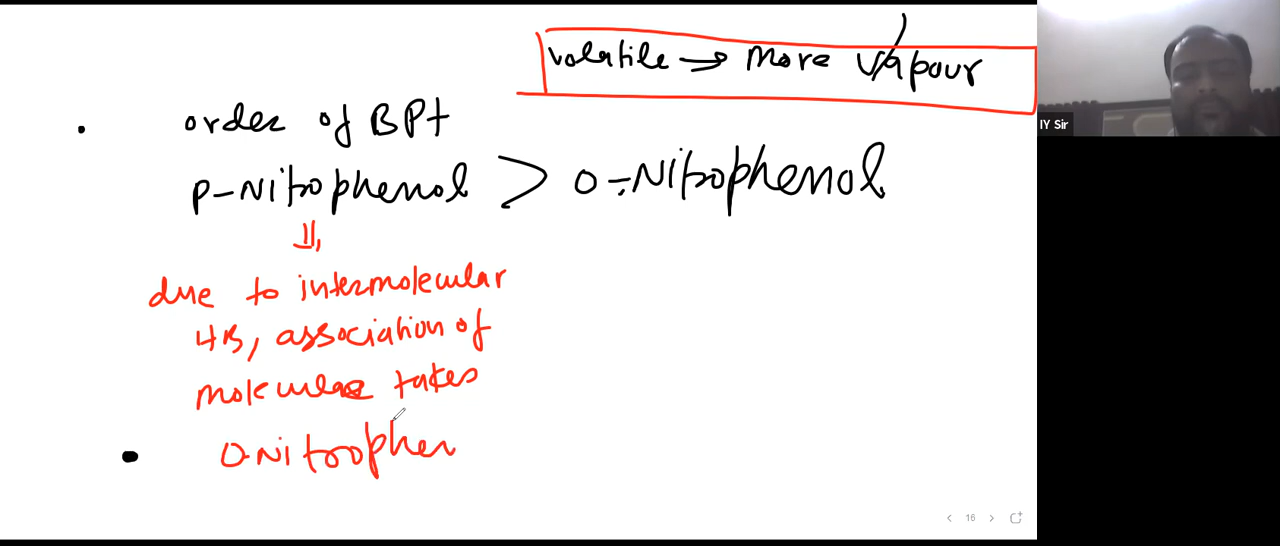 volatile → More vapour
order of BPt
p-Nitrophenol > o-Nitrophenol
due to intermolecular
HB, association of
molecules takes
O-Nitrophen
IY Sir
16